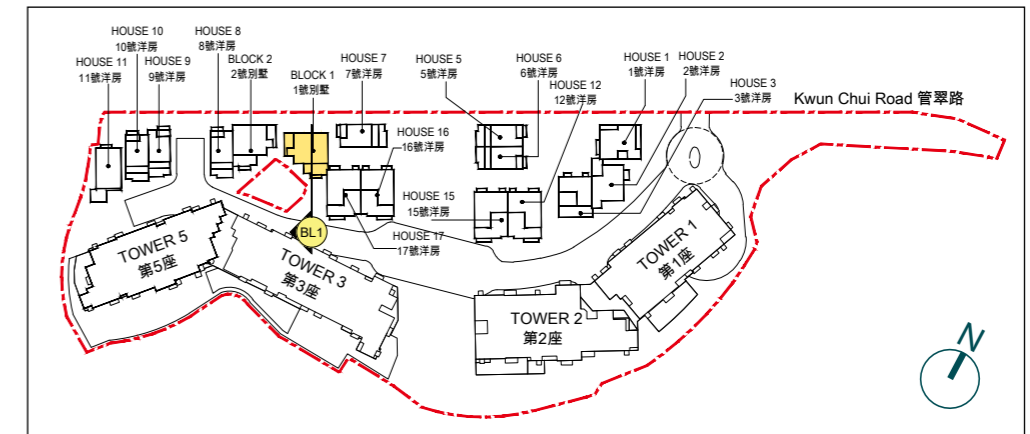 HOUSE 10
10號洋房
HOUSE 8
8號洋房
HOUSE 11
11號洋房
HOUSE 9
9號洋房
BLOCK 2
2號別墅
BLOCK 1
1號別墅
HOUSE 7
7號洋房
HOUSE 5
5號洋房
HOUSE 6
6號洋房
HOUSE 12
12號洋房
HOUSE 1
1號洋房
HOUSE 2
2號洋房
HOUSE 3
3號洋房
Kwun Chui Road 管翠路
HOUSE 16
16號洋房
HOUSE 15
15號洋房
HOUSE 17
17號洋房
BL1
TOWER 5
第5座
TOWER 3
第3座
TOWER 2
第2座
TOWER 1
第1座
N